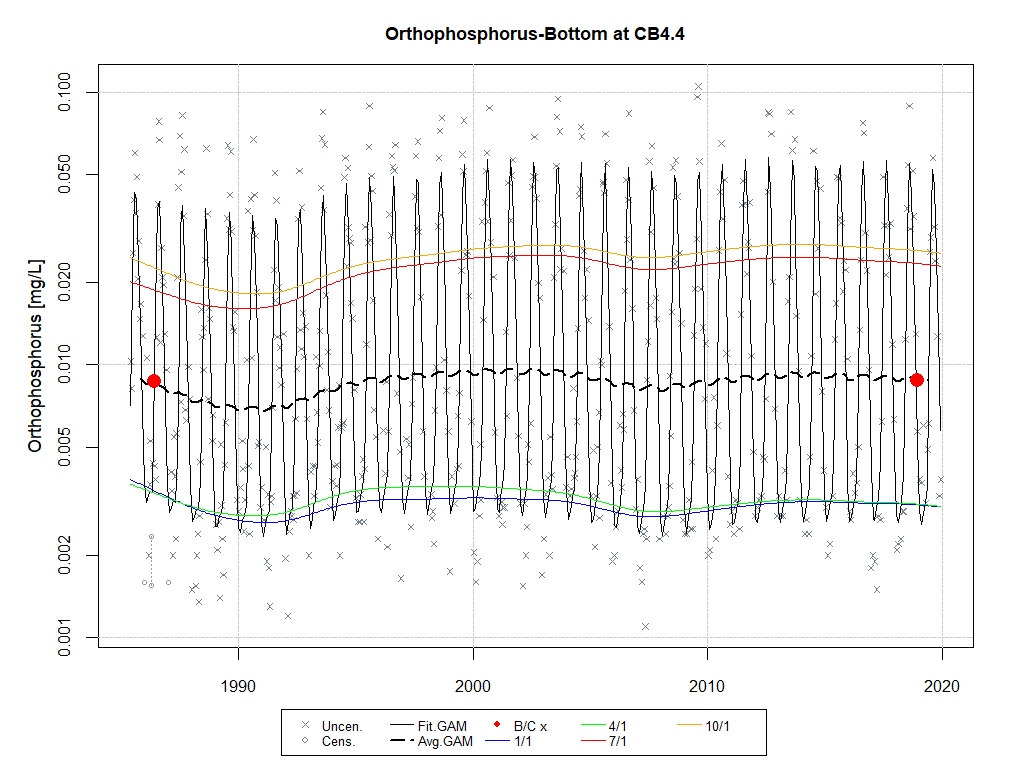 Orthophosphorus-Bottom at CB4.4
Orthophosphorus [mg/L]
0.100
0.050
0.020
0.010
0.005
0.002
0.001
1990 2000 2010 2020
Uncen. Fit.GAM B/C x 4/1 10/1
Cens. Avg.GAM 1/1 7/1